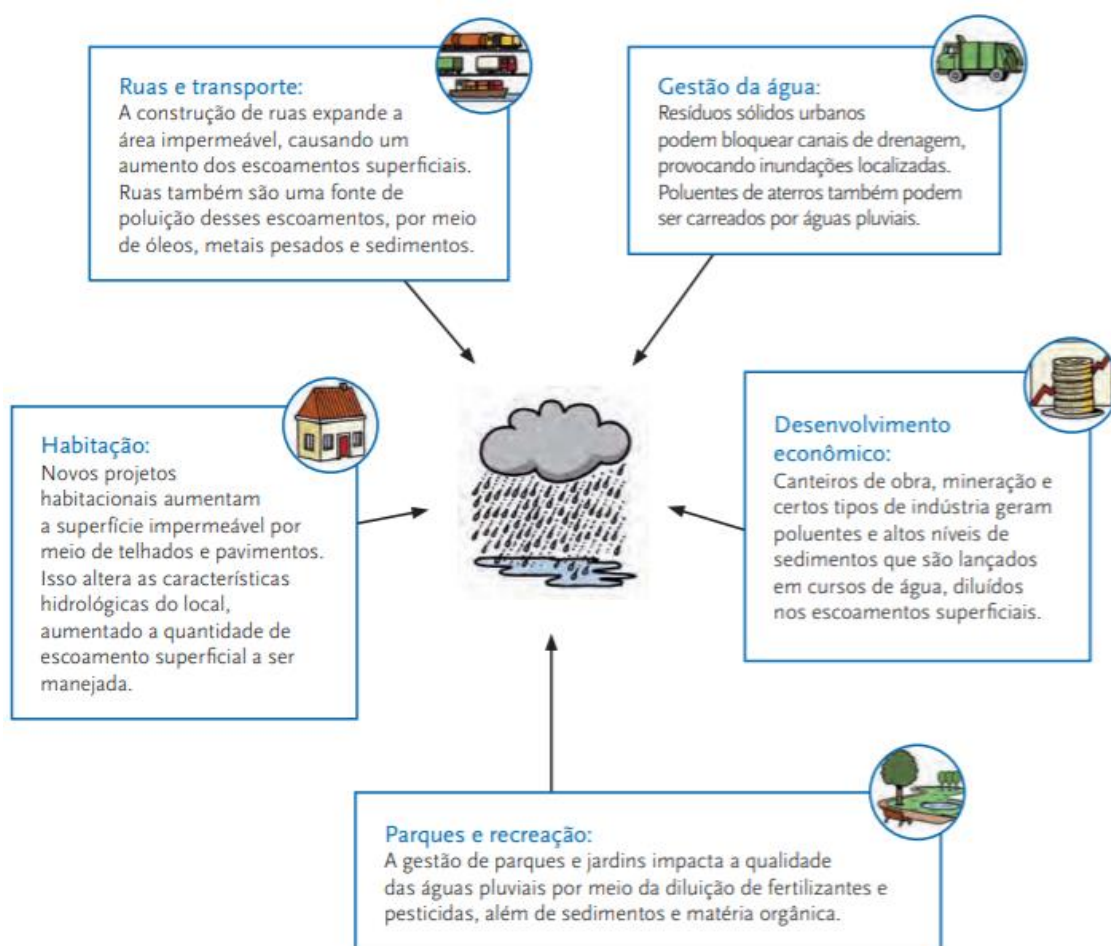 Ruas e transporte:
A construção de ruas expande a
área impermeável, causando um
aumento dos escoamentos superficiais.
Ruas também são uma fonte de
poluição desses escoamentos, por meio
de óleos, metais pesados e sedimentos.
Gestão da água:
Resíduos sólidos urbanos
podem bloquear canais de drenagem,
provocando inundações localizadas.
Poluentes de aterros também podem
ser carreados por águas pluviais.
Habitação:
Novos projetos
habitacionais aumentam
a superfície impermeável por
meio de telhados e pavimentos.
Isso altera as características
hidrológicas do local,
aumentado a quantidade de
escoamento superficial a ser
manejada.
Desenvolvimento
econômico:
Canteiros de obra, mineração e
certos tipos de indústria geram
poluentes e altos níveis de
sedimentos que são lançados
em cursos de água, diluídos
nos escoamentos superficiais.
Parques e recreação:
A gestão de parques e jardins impacta a qualidade
das águas pluviais por meio da diluição de fertilizantes e
pesticidas, além de sedimentos e matéria orgânica.